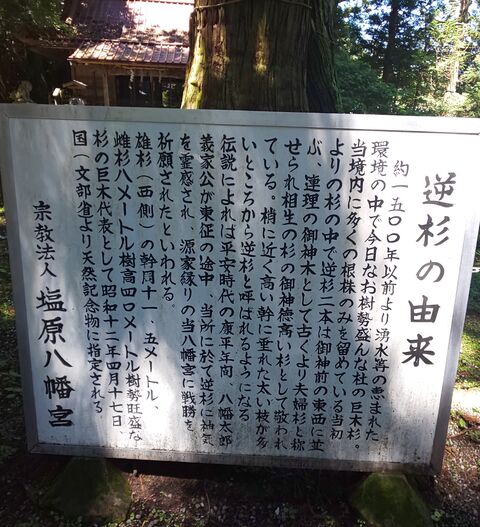 逆杉の由来
約一五〇〇年以前より湧水等の恵まれた
環境の中で今日なお樹勢盛んな社の巨木杉。
当境内に多くの根株のみを留めている当初
よりの杉の中で逆杉二本は御神前の東西に並
ぶ、連理の御神木として古くより夫婦杉と称
せられ相生の杉の御神徳高い杉として敬われ
ている。梢に近く高い幹に垂れた太い枝が多
いところから逆杉と呼ばれるようになる
伝説によれば平安時代の康平年間、八幡太郎
義家公が東征の途中、当所に於て逆杉に神気
を霊感され、源家縁りの当八幡宮に戦勝を
祈願されたといわれる。
雄杉（西側）の幹周十一、五メートル、
雌杉八メートル樹高四〇メートル樹勢旺盛な
杉の巨木代表として昭和十二年四月十七日、
国（文部省より天然記念物に指定される
宗教法人 塩原八幡宮